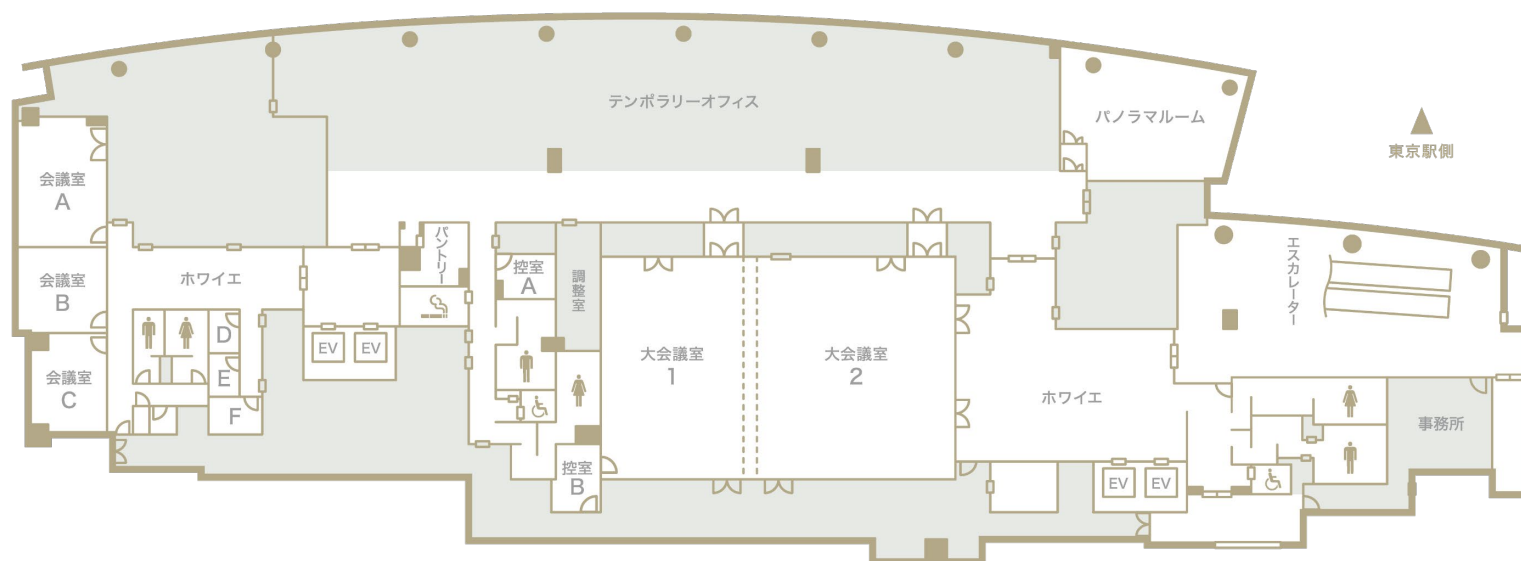 テンポラリーオフィス
パノラマルーム
東京駅側
会議室
A
会議室
B
会議室
C
ホワイエ
D
E
F
EV
EV
パントリー
控室
A
調整室
控室
B
大会議室
1
大会議室
2
ホワイエ
エスカレーター
EV
EV
事務所